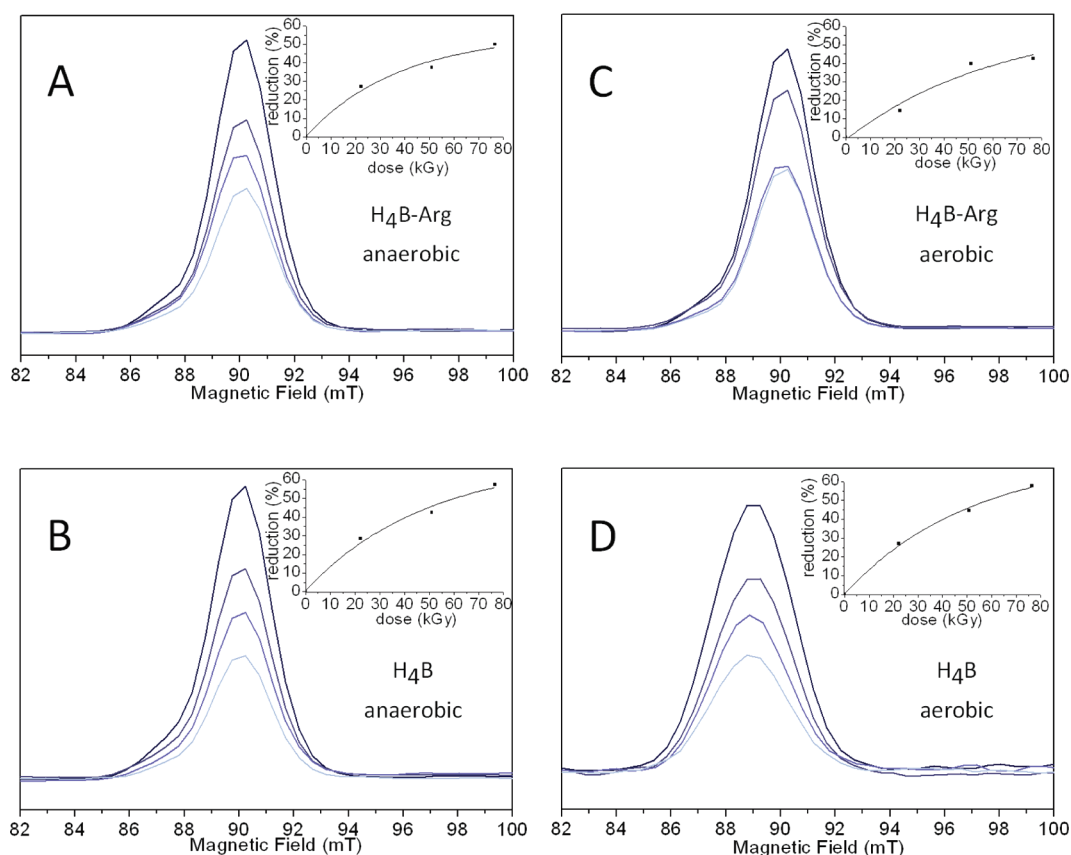 A
reduction (%)
60
50
40
30
20
10
0
0 10 20 30 40 50 60 70 80
dose (kGy)
H4B-Arg
anaerobic
82 84 86 88 90 92 94 96 98 100
Magnetic Field (mT)
C
reduction (%)
60
50
40
30
20
10
0
0 10 20 30 40 50 60 70 80
dose (kGy)
H4B-Arg
aerobic
82 84 86 88 90 92 94 96 98 100
Magnetic Field (mT)
B
reduction (%)
60
50
40
30
20
10
0
0 10 20 30 40 50 60 70 80
dose (kGy)
H4B
anaerobic
82 84 86 88 90 92 94 96 98 100
Magnetic Field (mT)
D
reduction (%)
60
50
40
30
20
10
0
0 10 20 30 40 50 60 70 80
dose (kGy)
H4B
aerobic
82 84 86 88 90 92 94 96 98 100
Magnetic Field (mT)